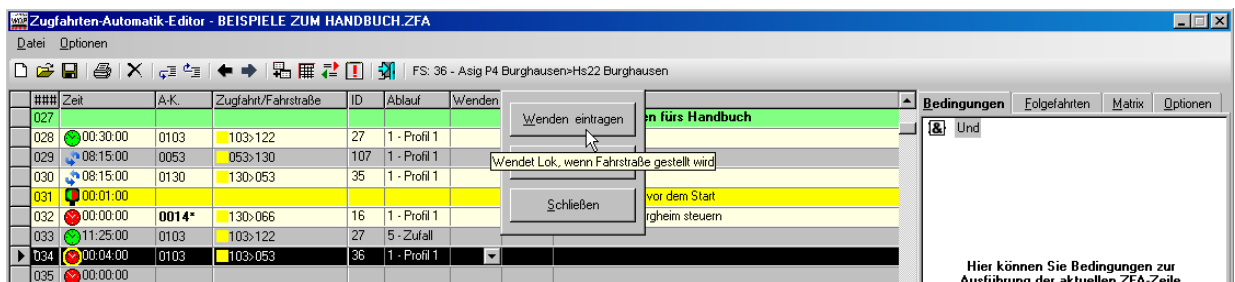 Zugfahrten-Automatik-Editor - BEISPIELE ZUM HANDBUCH.ZFA
Datei Optionen
FS: 36 - Asig P4 Burghausen>Hs22 Burghausen
### Zeit A-K. Zugfahrt/Fahrstraße ID Ablauf Wenden
Bedingungen Folgefahrten Matrix Optionen
027 en fürs Handbuch
Wenden eintragen
& Und
028 00:30:00 0103 103>122 27 1 - Profil 1
029 08:15:00 0053 053>130 107 1 - Profil 1
Wendet Lok, wenn Fahrstraße gestellt wird
030 08:15:00 0130 130>053 35 1 - Profil 1
031 00:01:00 vor dem Start
Schließen
032 00:00:00 0014* 130>066 16 1 - Profil 1 rgheim steuern
033 11:25:00 0103 103>122 27 5 - Zufall
034 00:04:00 0103 103>053 36 1 - Profil 1
035 00:00:00
Hier können Sie Bedingungen zur
Ausführung der aktuellen ZFA-Zeile